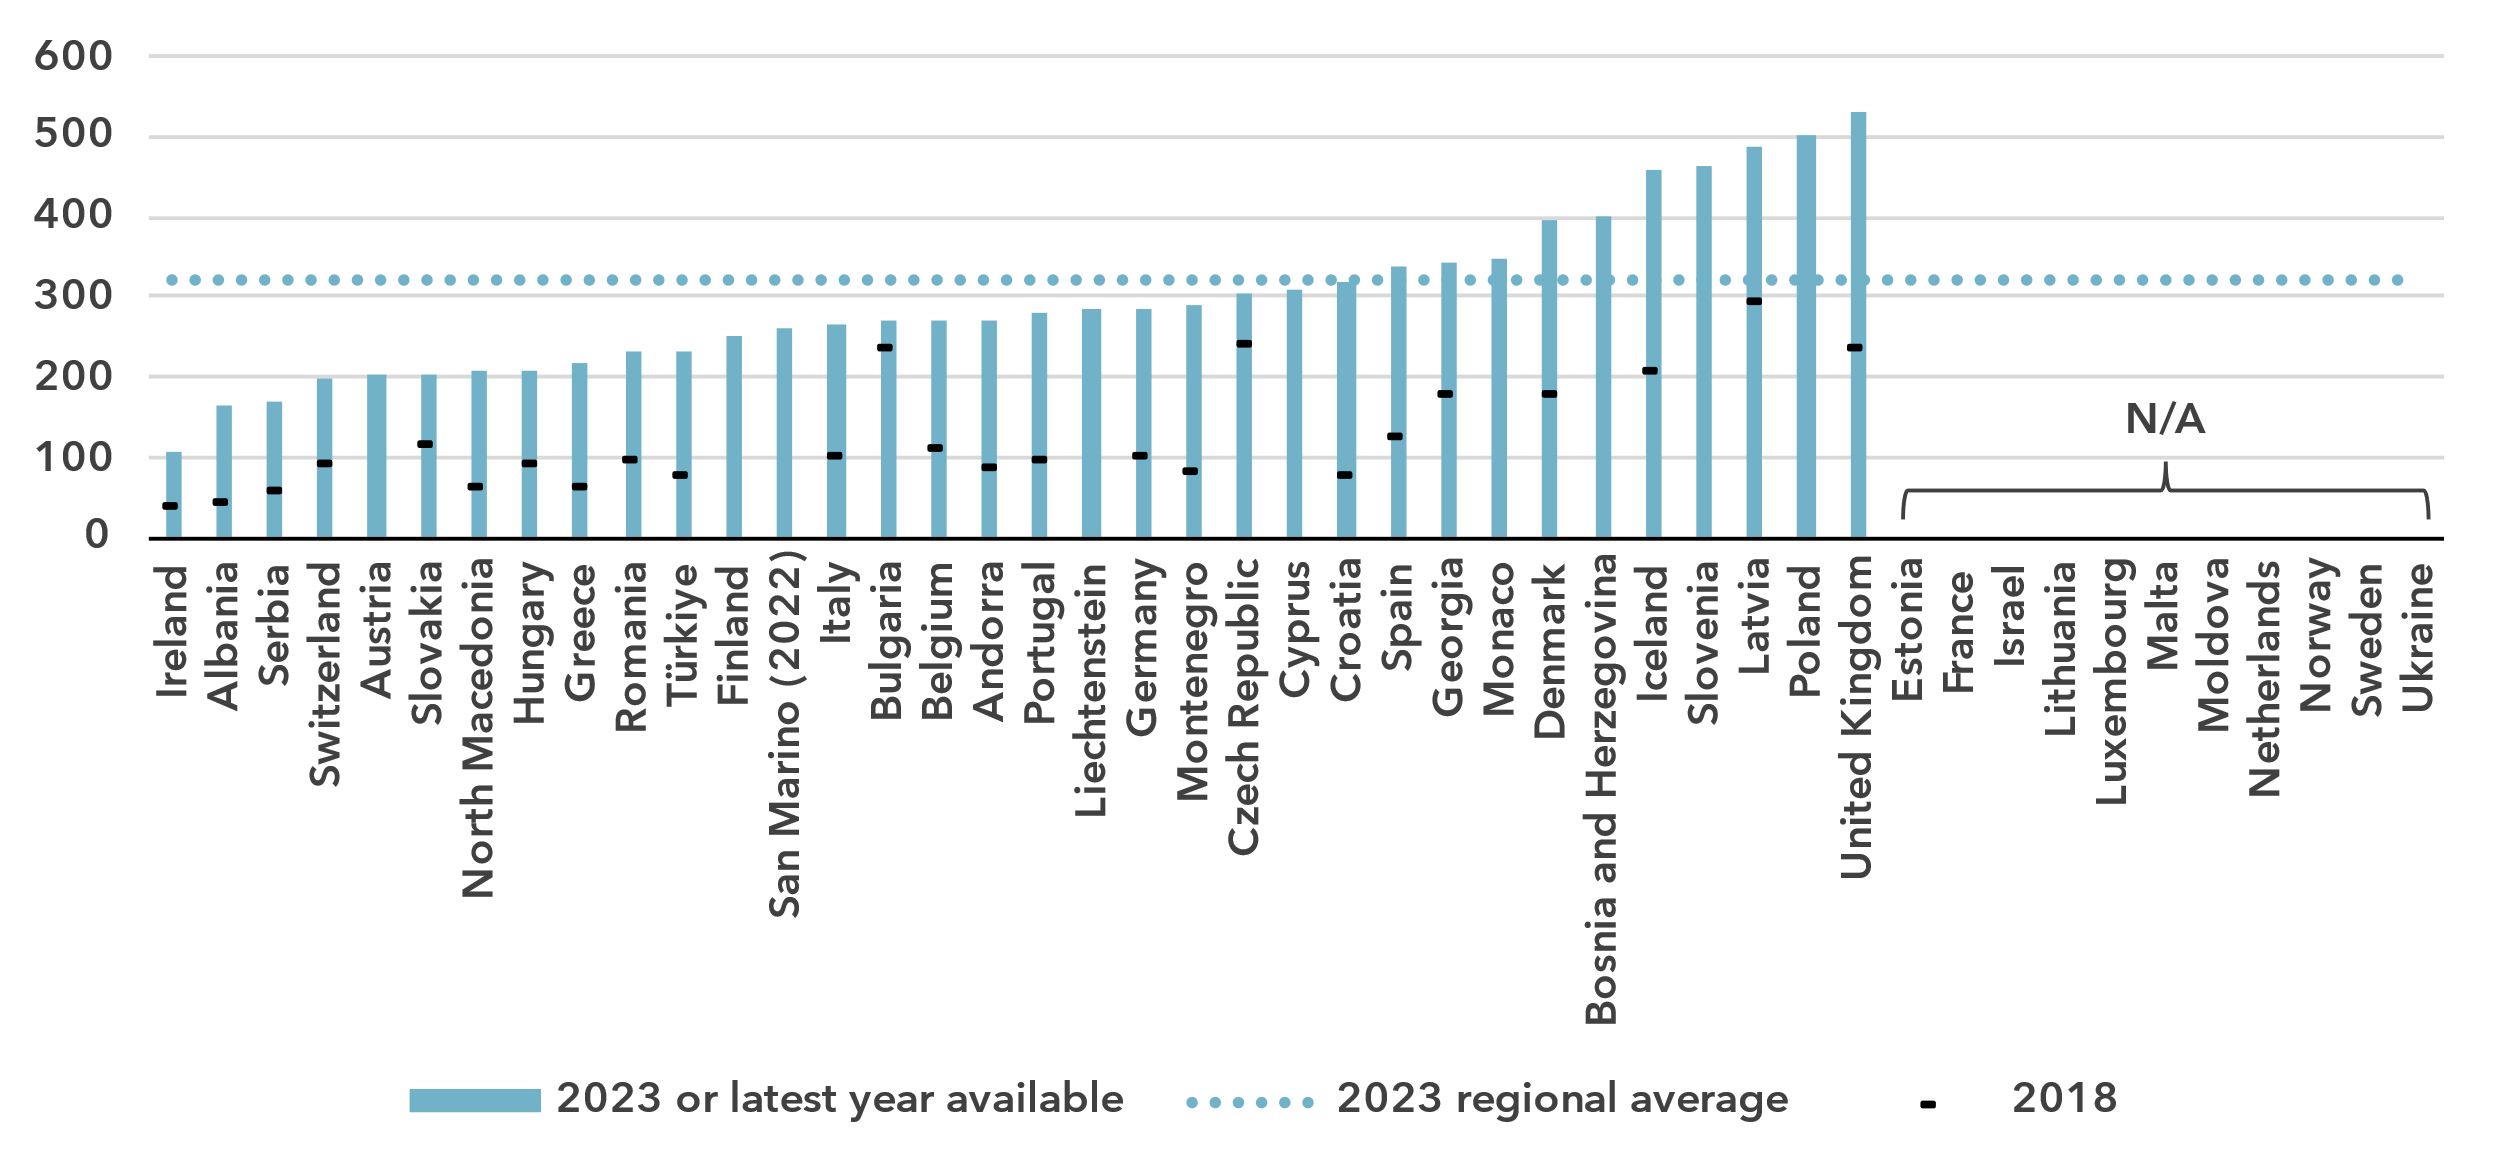 600
500
400
300
200
100
0
N/A
Ireland
Albania
Serbia
Switzerland
Austria
Slovakia
North Macedonia
Hungary
Greece
Romania
Türkiye
Finland
San Marino (2022)
Italy
Bulgaria
Belgium
Andorra
Portugal
Liechtenstein
Germany
Montenegro
Czech Republic
Cyprus
Croatia
Spain
Georgia
Monaco
Denmark
Bosnia and Herzegovina
Iceland
Slovenia
Latvia
Poland
United Kingdom
Estonia
France
Israel
Lithuania
Luxembourg
Malta
Moldova
Netherlands
Norway
Sweden
Ukraine
2023 or latest year available
2023 regional average
2018